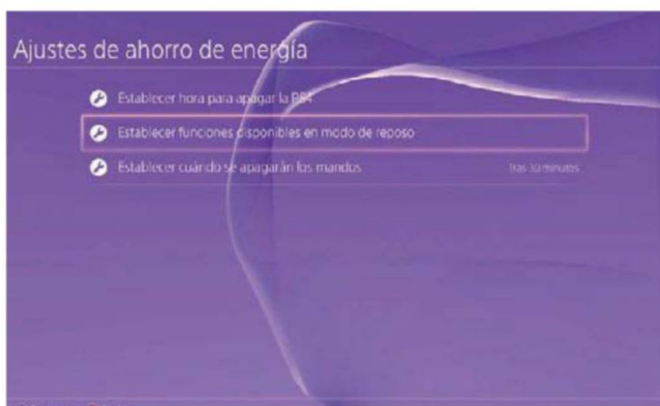 Ajustes de ahorro de energía
Establecer hora para apagar la PS4
Establecer funciones disponibles en modo de reposo
Establecer cuándo se apagarán los mandos
Tras 30 minutos